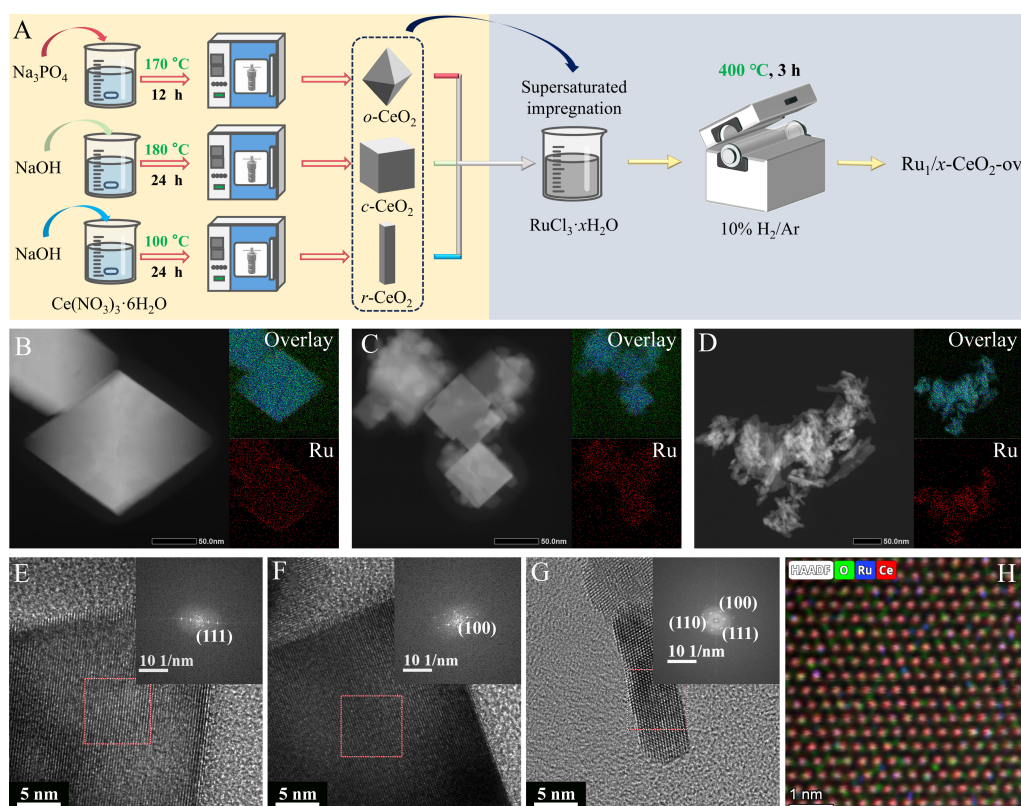 A
Na₃PO₄
170 °C
12 h
o-CeO₂
NaOH
180 °C
24 h
c-CeO₂
NaOH
100 °C
24 h
r-CeO₂
Ce(NO₃)₃·6H₂O
Supersaturated
impregnation
RuCl₃·xH₂O
400 °C, 3 h
10% H₂/Ar
Ru₁/x-CeO₂-ov
B
Overlay
Ru
50.0nm
C
Overlay
Ru
50.0nm
D
Overlay
Ru
50.0nm
E
(111)
10 1/nm
5 nm
F
(100)
10 1/nm
5 nm
G
(100)
(110)
(111)
10 1/nm
5 nm
HAADF O Ru Ce
H
1 nm